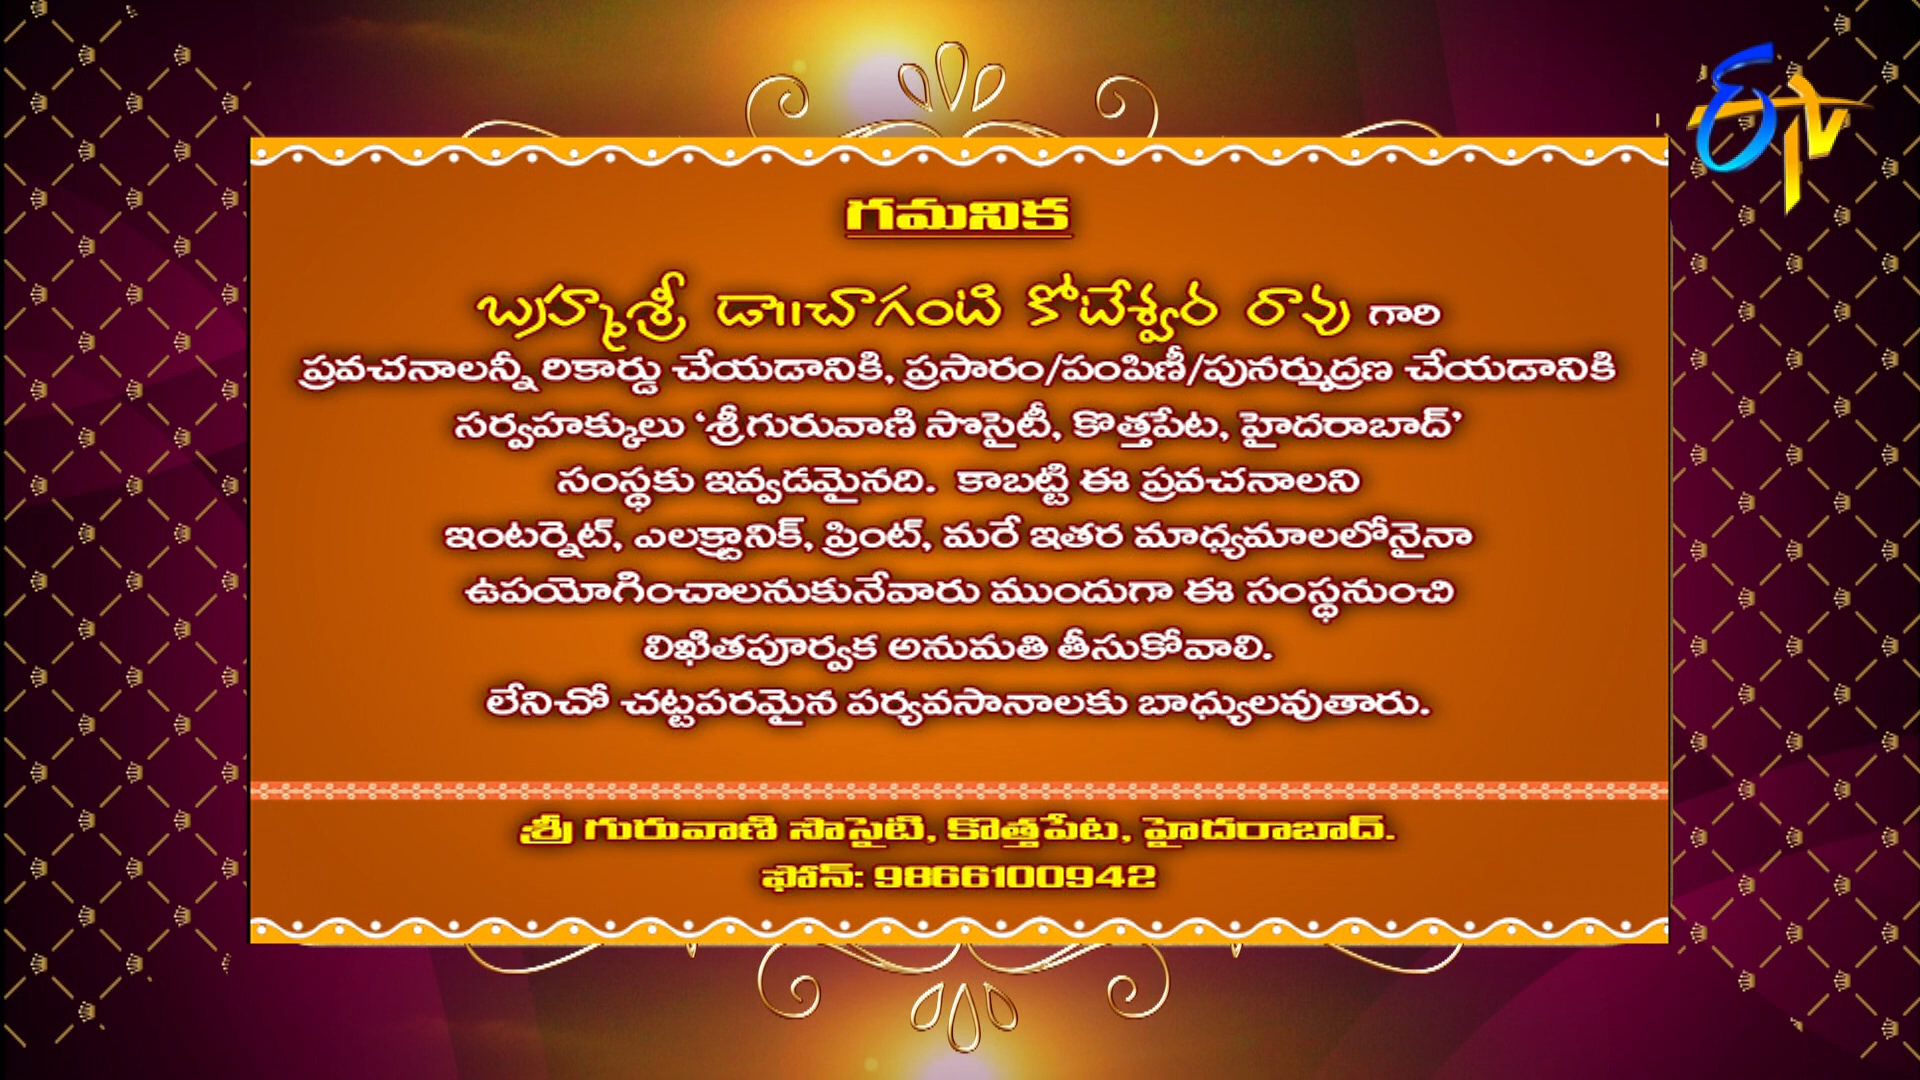 ఈTV
గమనిక
బ్రహ్మశ్రీ డా॥చాగంటి కోటేశ్వర రావు గారి
ప్రవచనాలన్నీ రికార్డు చేయడానికి, ప్రసారం/పంపిణీ/పునర్ముద్రణ చేయడానికి
సర్వహక్కులు ‘శ్రీగురువాణి సొసైటీ, కొత్తపేట, హైదరాబాద్’
సంస్థకు ఇవ్వడమైనది. కాబట్టి ఈ ప్రవచనాలని
ఇంటర్నెట్, ఎలక్ట్రానిక్, ప్రింట్, మరే ఇతర మాధ్యమాలలోనైనా
ఉపయోగించాలనుకునేవారు ముందుగా ఈ సంస్థనుంచి
లిఖితపూర్వక అనుమతి తీసుకోవాలి.
లేనిచో చట్టపరమైన పర్యవసానాలకు బాధ్యులవుతారు.
శ్రీ గురువాణి సొసైటి, కొత్తపేట, హైదరాబాద్.
ఫోన్: 9866100942